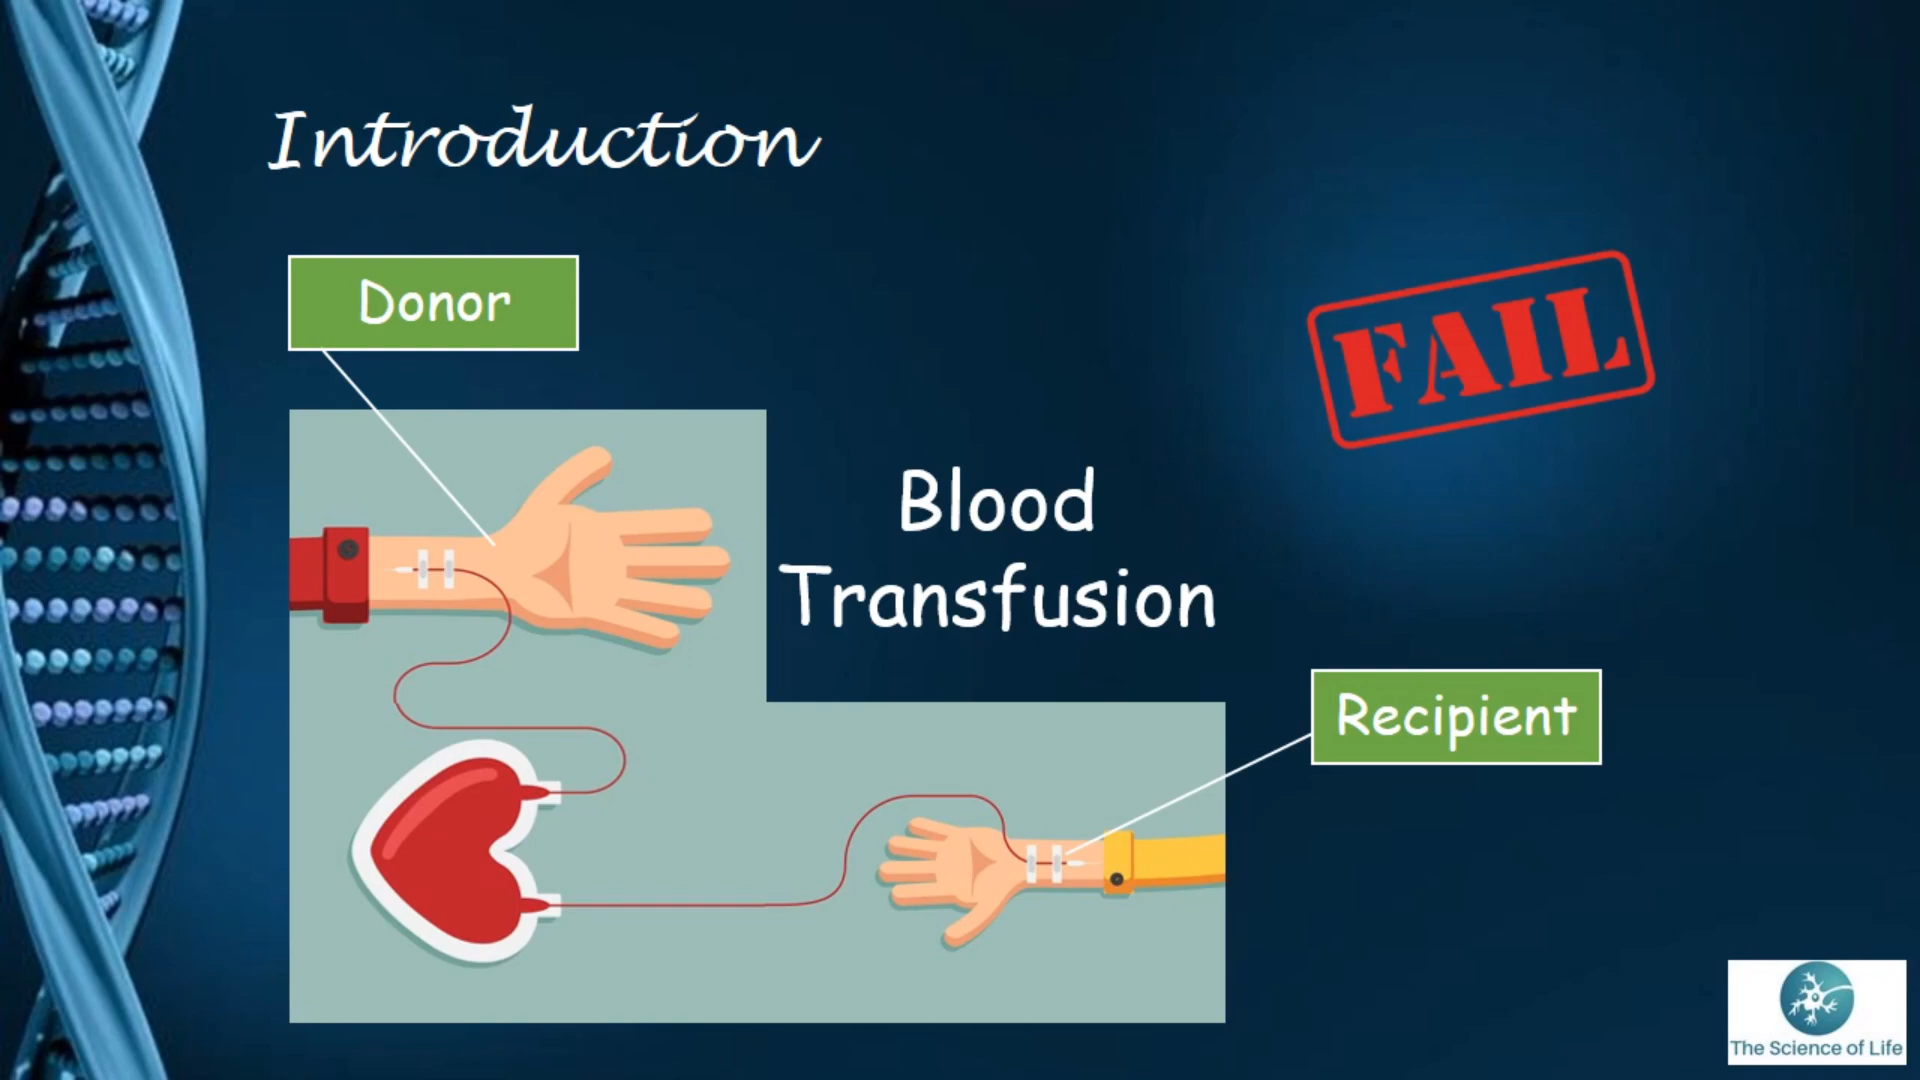 Introduction
Donor
FAIL
Blood
Transfusion
Recipient
The Science of Life